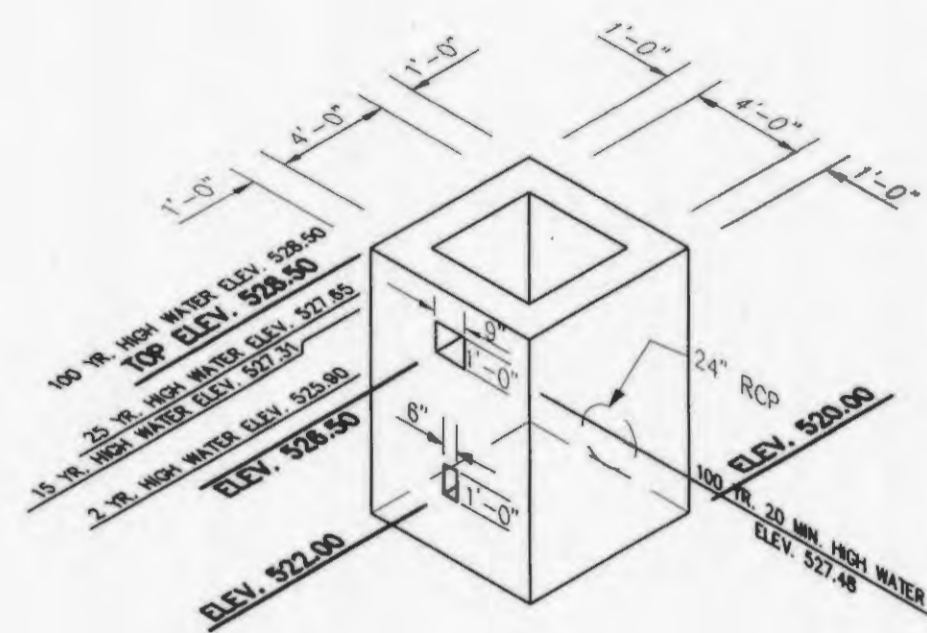 1'-0"
4'-0"
1'-0"
1'-0"
4'-0"
1'-0"
100 YR. HIGH WATER ELEV. 528.50
TOP ELEV. 528.50
25 YR. HIGH WATER ELEV. 527.85
15 YR. HIGH WATER ELEV. 527.31
2 YR. HIGH WATER ELEV. 525.90
ELEV. 526.50
ELEV. 522.00
9"
1'-0"
6"
1'-0"
24" RCP
ELEV. 520.00
100 YR. 20 MIN. HIGH WATER
ELEV. 527.48